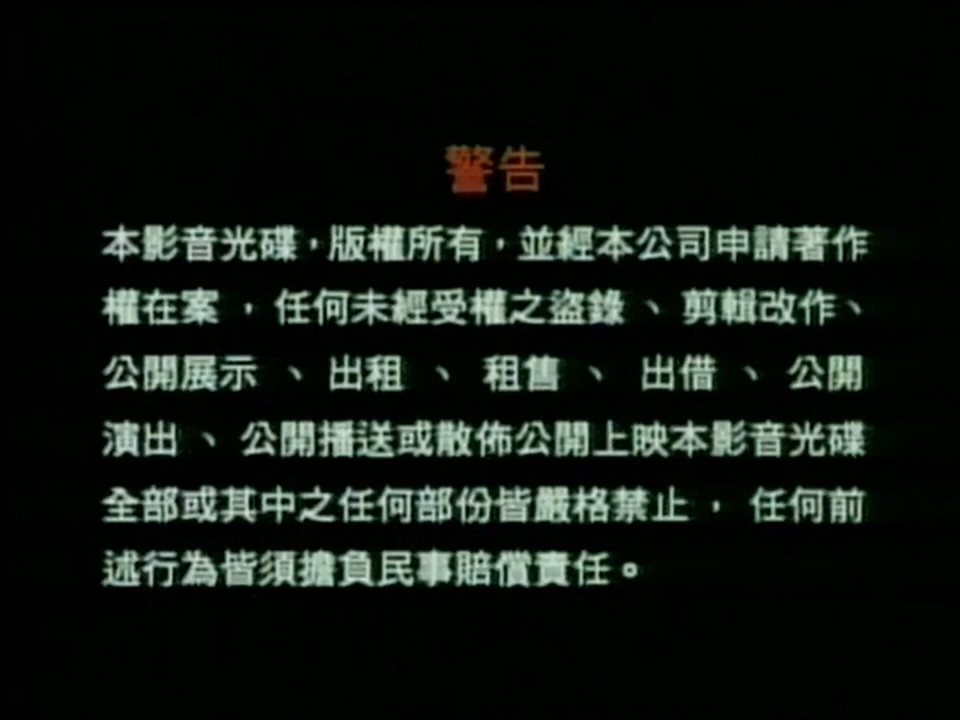 警告
本影音光碟，版權所有，並經本公司申請著作
權在案，任何未經受權之盜錄、剪輯改作、
公開展示、出租、租售、出借、公開
演出、公開播送或散佈公開上映本影音光碟
全部或其中之任何部份皆嚴格禁止，任何前
述行為皆須擔負民事賠償責任。